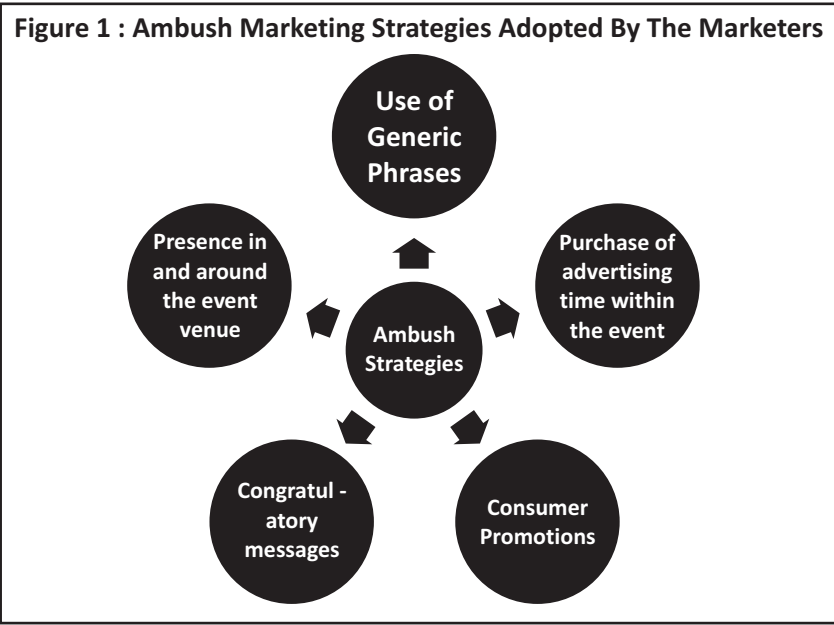 Figure 1 : Ambush Marketing Strategies Adopted By The Marketers
Use of
Generic
Phrases
Presence in
and around
the event
venue
Purchase of
advertising
time within
the event
Ambush
Strategies
Congratul -
atory
messages
Consumer
Promotions